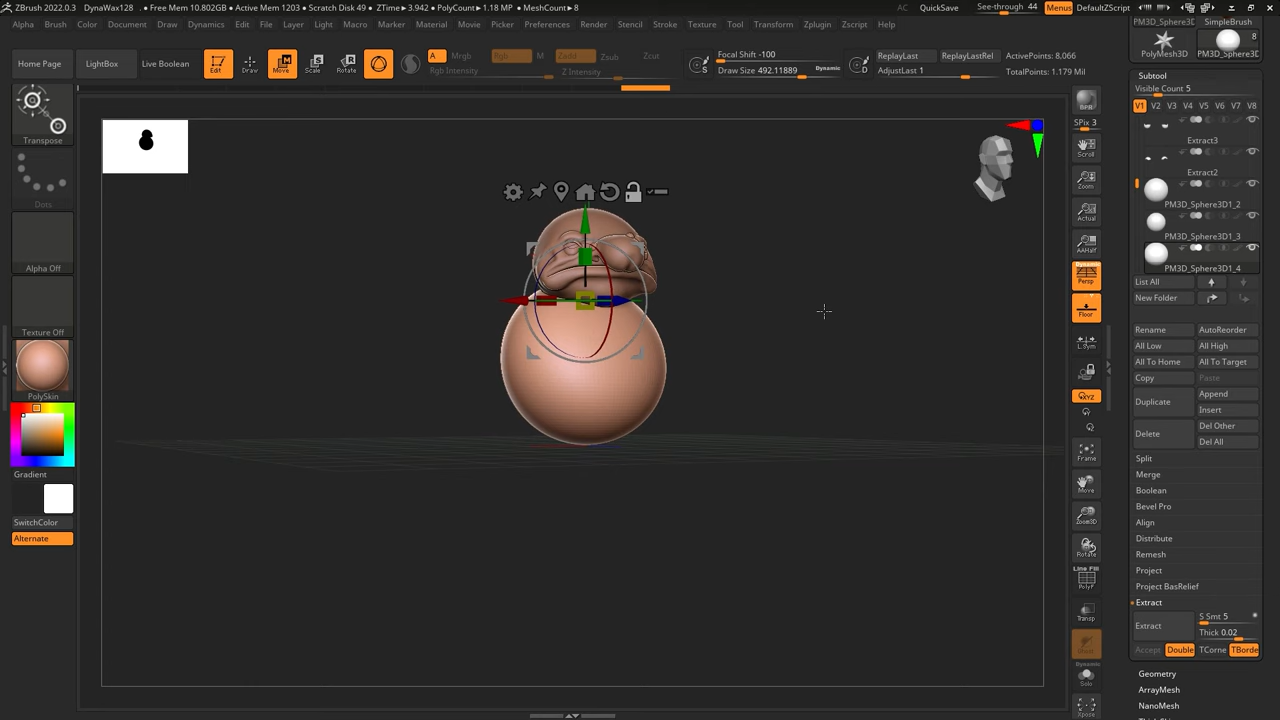 ZBrush 2022.0.3 DynaWax128 . • Free Mem 10.802GB • Active Mem 1203 • Scratch Disk 49 • ZTime ▸ 3.942 • PolyCount ▸ 1.18 MP • MeshCount ▸ 8 AC QuickSave See-through 44 Menus DefaultZScript
Alpha Brush Color Document Draw Dynamics Edit File Layer Light Macro Marker Material Movie Picker Preferences Render Stencil Stroke Texture Tool Transform Zplugin Zscript Help
PM3D_Sphere3D SimpleBrush
8
PolyMesh3D PM3D_Sphere3D
Home Page LightBox Live Boolean Edit Draw Move Scale Rotate
A Mrgb Rgb M Zadd Zsub Zcut
Rgb Intensity Z Intensity
S Focal Shift -100
Draw Size 492.11889 Dynamic
D ReplayLast ReplayLastRel ActivePoints: 8,066
AdjustLast 1 TotalPoints: 1.179 Mil
Transpose
Dots
Alpha Off
Texture Off
PolySkin
Gradient
SwitchColor
Alternate
BPR
SPix 3
Scroll
Zoom
Actual
AAHalf
Dynamic
Persp
Floor
L.Sym
XYZ
Frame
Move
Zoom3D
Rotate
Line Fill
PolyF
Transp
Ghost
Dynamic
Solo
Xpose
Subtool
Visible Count 5
V1 V2 V3 V4 V5 V6 V7 V8
Extract3
Extract2
PM3D_Sphere3D1_2
PM3D_Sphere3D1_3
PM3D_Sphere3D1_4
List All
New Folder
Rename AutoReorder
All Low All High
All To Home All To Target
Copy Paste
Duplicate Append
Insert
Delete Del Other
Del All
Split
Merge
Boolean
Bevel Pro
Align
Distribute
Remesh
Project
Project BasRelief
Extract
Extract S Smt 5
Thick 0.02
Accept Double TCorne TBorde
Geometry
ArrayMesh
NanoMesh